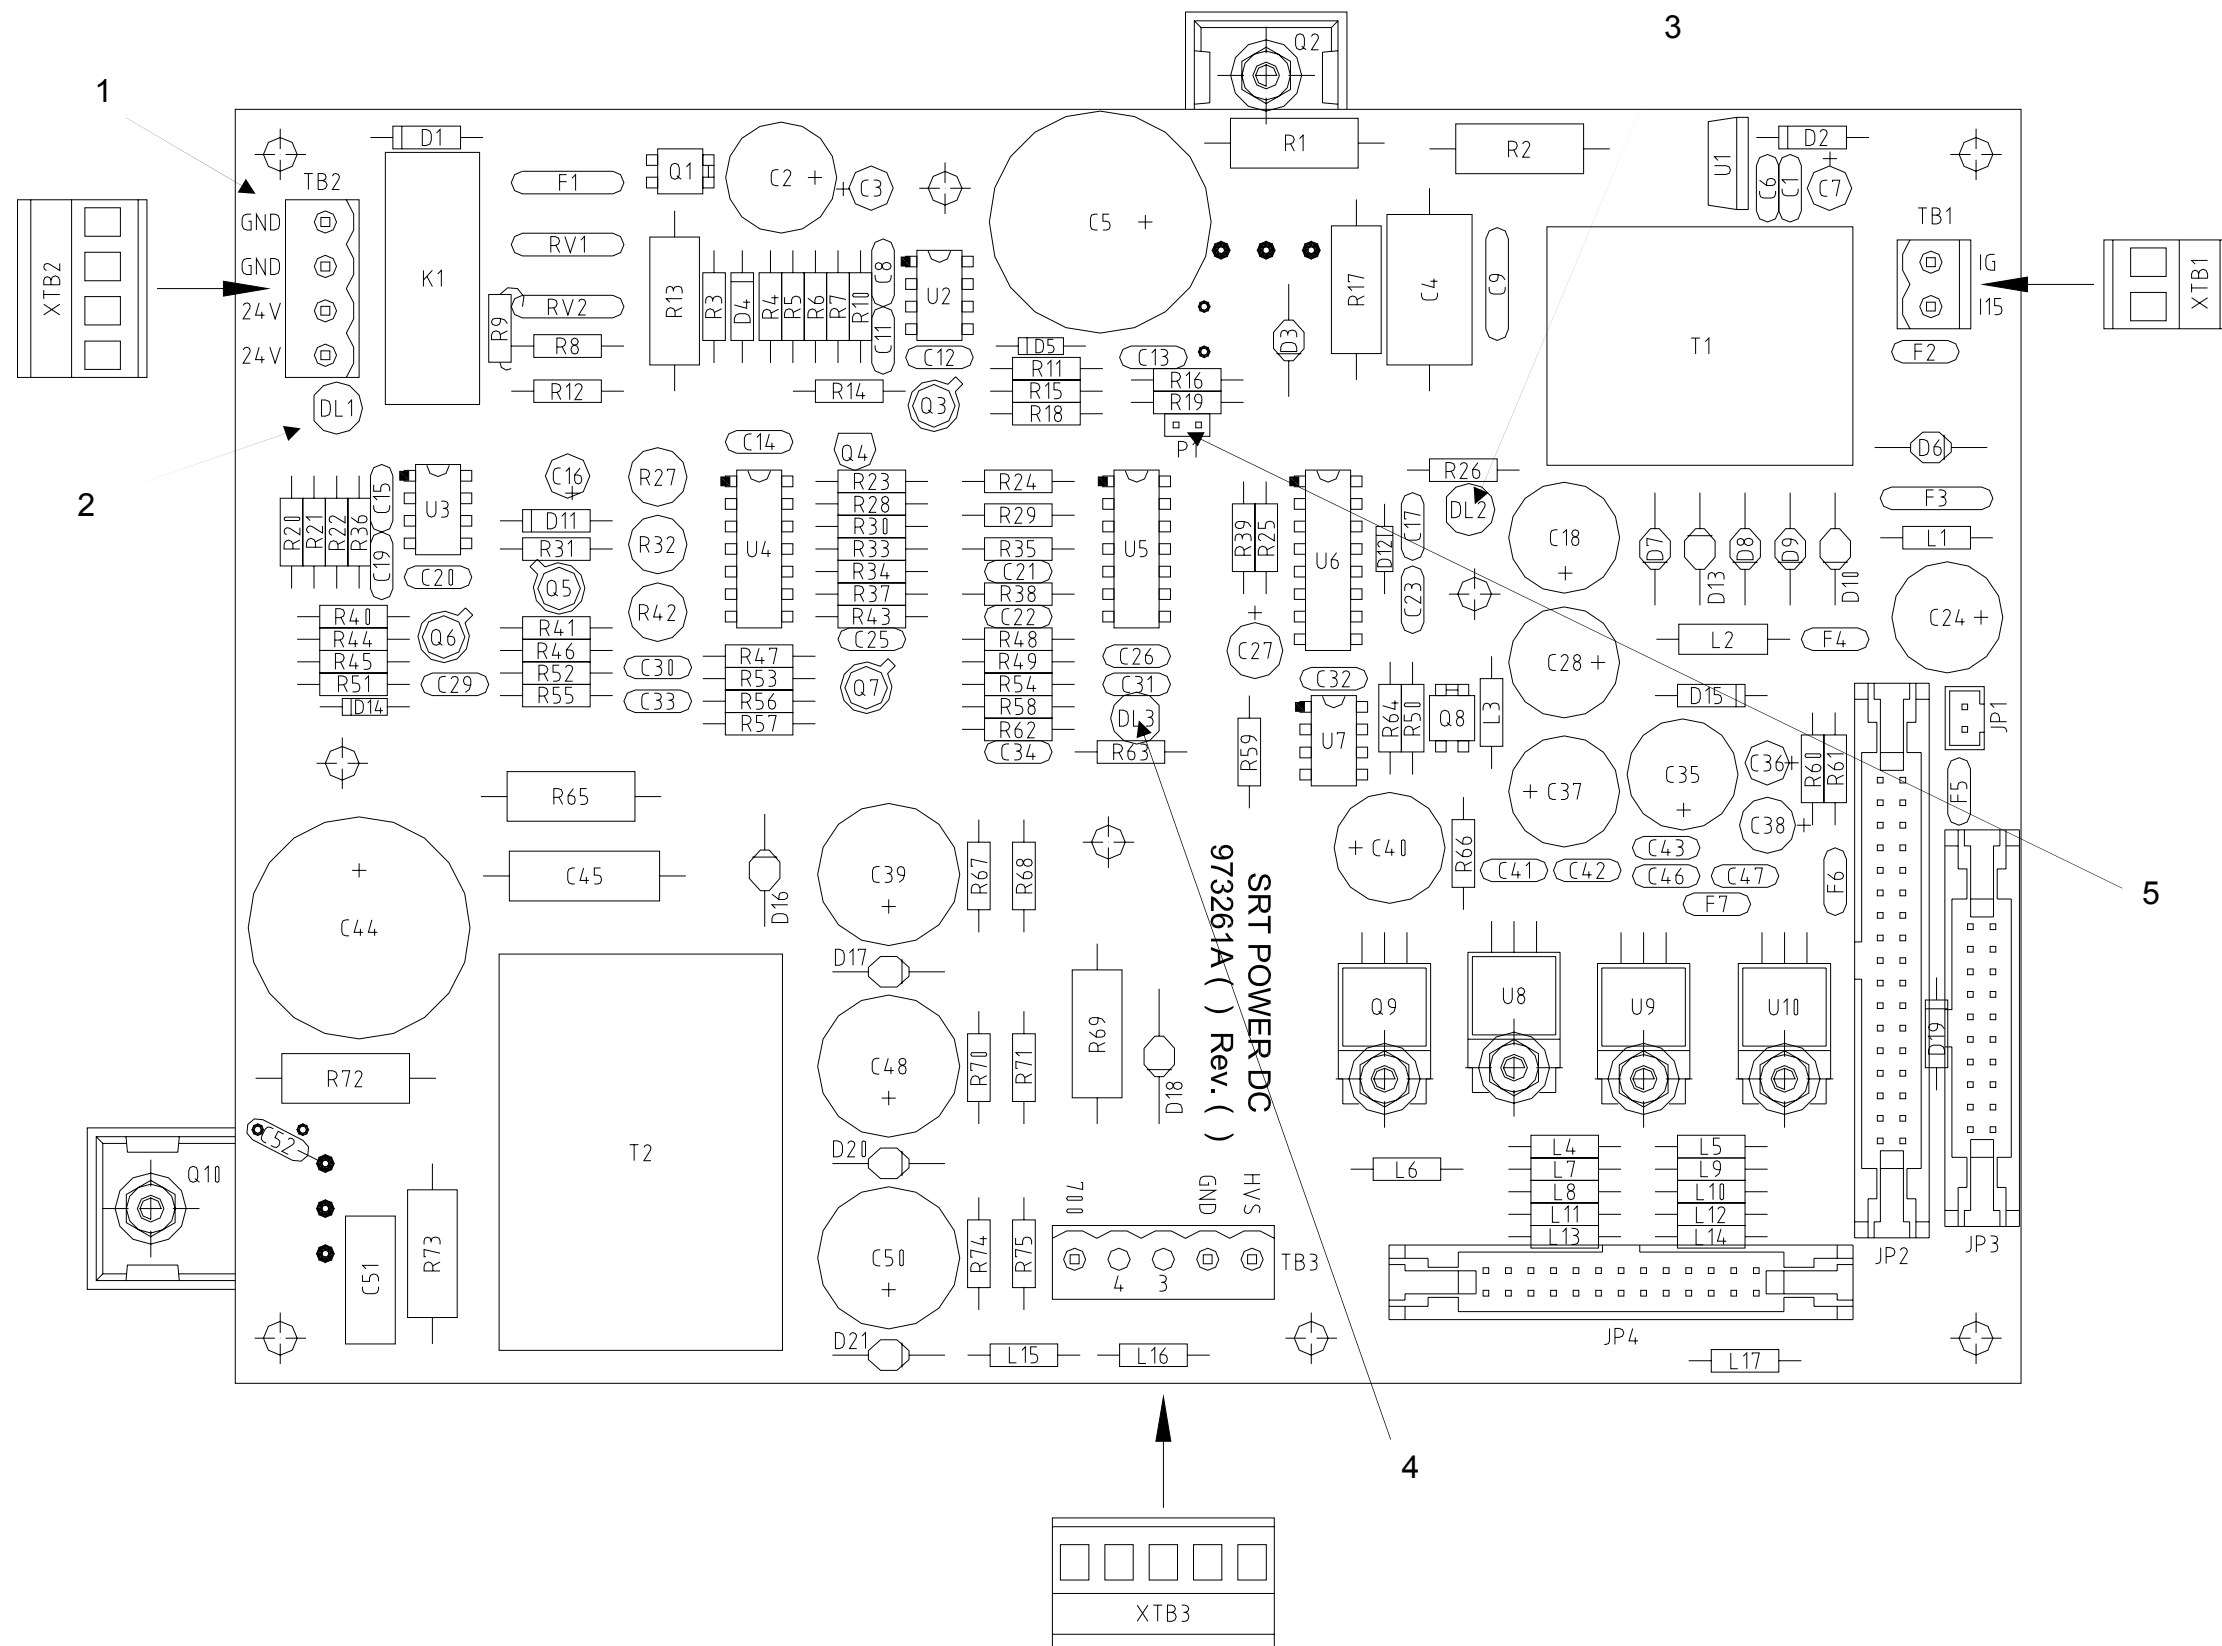 3
Q2
1
D1
R1
R2
U1
D2
TB2
F1
Q1
C2 +
+ C3
C6
C1
+
C7
GND
GND
24V
24V
XTB2
K1
RV1
RV2
R9
R8
R12
R13
R3
D4
R4
R5
R6
R7
R10
C8
C11
U2
C12
R14
Q3
C5 +
D5
R11
R15
R18
C13
R16
R19
P1
D3
R17
C4
C9
T1
TB1
IG
I15
XTB1
F2
DL1
2
C14
Q4
D6
R20
R21
R22
R36
C15
C19
U3
C20
C16
+
R27
D11
R31
R32
Q5
R42
U4
R23
R28
R30
R33
R34
R37
R43
C25
R24
R29
R35
C21
R38
C22
R48
R49
R54
R58
R62
C34
U5
R39
R25
U6
D12
C17
C23
R26
DL2
C18
+
D7
D13
D8
D9
D10
F3
L1
C24 +
R40
R44
R45
R51
D14
Q6
C29
R41
R46
R52
R55
C30
C33
R47
R53
R56
R57
Q7
C26
C31
DL3
R63
+
C27
C32
U7
R59
R64
R50
Q8
L3
C28 +
L2
F4
D15
JP1
R65
C45
+
C44
D16
C39
+
R67
R68
+ C37
C35
+
C36 +
C38 +
R60
R61
F5
+ C40
R66
C41
C42
C43
C46
C47
F7
F6
5
SRT POWER DC
973261A ( ) Rev. ( )
D17
R72
C52
Q10
C51
R73
T2
C48
+
R70
R71
R69
D18
Q9
U8
U9
U10
D19
D20
C50
+
R74
R75
700
GND
HVS
4
3
TB3
L6
L4
L7
L8
L11
L13
L5
L9
L10
L12
L14
JP2
JP3
JP4
D21
L15
L16
L17
4
XTB3